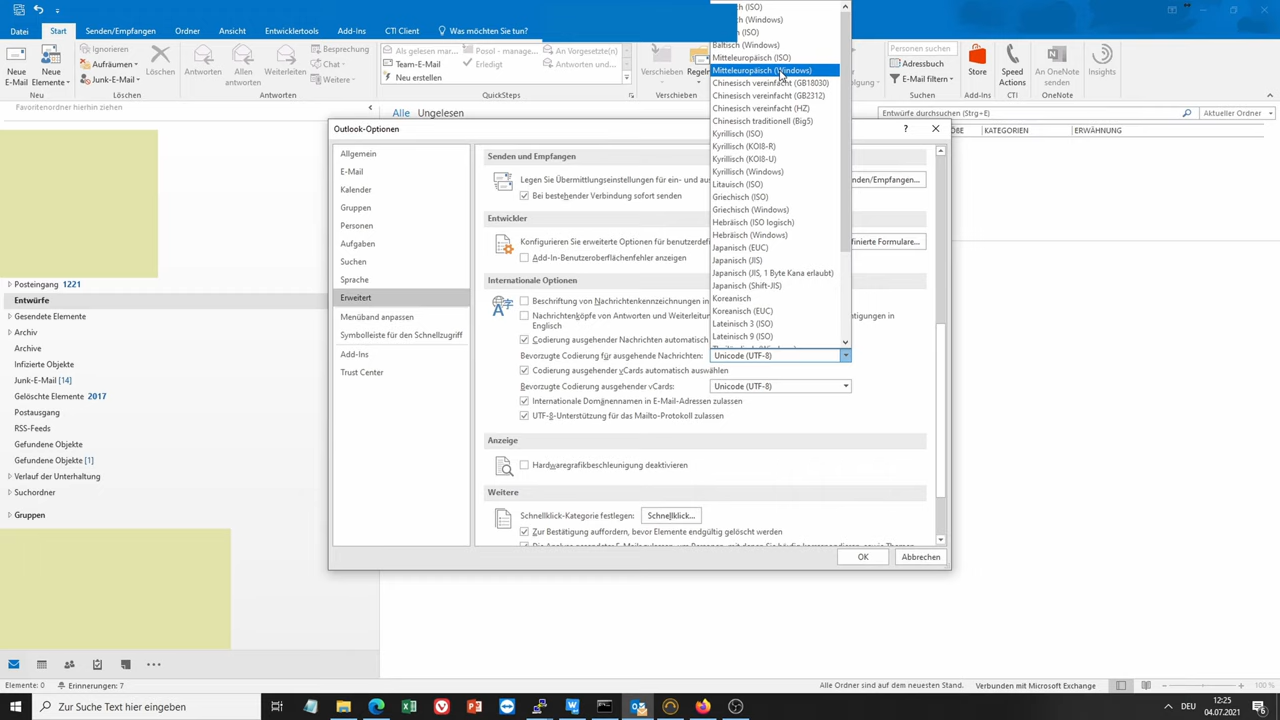 Datei Start Senden/Empfangen Ordner Ansicht Entwicklertools Add-Ins CTI Client Was möchten Sie tun?
Neue E-Mail
Neue Elemente
Neu
Ignorieren
Aufräumen
Junk-E-Mail
Löschen
Löschen
Antworten
Allen antworten
Weiterleiten
Besprechung
Chat
Weitere
Antworten
Als gelesen mar...
Team-E-Mail
Neu erstellen
Posol - manage...
Erledigt
An Vorgesetzte(n)
Antworten und...
QuickSteps
Verschieben
Verschieben
Personen suchen
Adressbuch
E-Mail filtern
Suchen
Store
Add-Ins
Empfangen Anrufe
CTI
Insights
Favoritenordner hierhin ziehen
Posteingang 1221
Entwürfe
Gesendete Elemente
Archiv
Archive
Infizierte Objekte
Junk-E-Mail [14]
Gelöschte Elemente 2017
Postausgang
RSS-Feeds
Gefundene Objekte
Gefundene Objekte [1]
Verlauf der Unterhaltung
Suchordner
Gruppen
Alle Ungelesen
Entwürfe durchsuchen (Strg+E) Aktueller Ordner
KATEGORIEN ERWÄHNUNG
Outlook-Optionen
Allgemein
E-Mail
Kalender
Gruppen
Personen
Aufgaben
Suchen
Sprache
Erweitert
Menüband anpassen
Symbolleiste für den Schnellzugriff
Add-Ins
Trust Center
Senden und Empfangen
Legen Sie Übermittlungseinstellungen für ein- und aus
Bei bestehender Verbindung sofort senden
Entwickler
Konfigurieren Sie erweiterte Optionen für benutzerdef
Add-In-Benutzeroberflächenfehler anzeigen
Internationale Optionen
Beschriftung von Nachrichtenkennzeichnungen in
Nachrichtenköpfe von Antworten und Weiterleitun
Englisch
Codierung ausgehender Nachrichten automatisch
Bevorzugte Codierung für ausgehende Nachrichten: Unicode (UTF-8)
Codierung ausgehender vCards automatisch auswählen
Bevorzugte Codierung ausgehender vCards: Unicode (UTF-8)
Internationale Domänennamen in E-Mail-Adressen zulassen
UTF-8-Unterstützung für das Mailto-Protokoll zulassen
Anzeige
Hardwaregrafikbeschleunigung deaktivieren
Weitere
Schnellklick-Kategorie festlegen: Schnellklick...
Zur Bestätigung auffordern, bevor Elemente endgültig gelöscht werden
OK Abbrechen
(ISO)
(Windows)
(ISO)
Baltisch (Windows)
Mitteleuropäisch (ISO)
Mitteleuropäisch (Windows)
Chinesisch vereinfacht (GB18030)
Chinesisch vereinfacht (GB2312)
Chinesisch vereinfacht (HZ)
Chinesisch traditionell (Big5)
Kyrillisch (ISO)
Kyrillisch (KOI8-R)
Kyrillisch (KOI8-U)
Kyrillisch (Windows)
Litauisch (ISO)
Griechisch (ISO)
Griechisch (Windows)
Hebräisch (ISO logisch)
Hebräisch (Windows)
Japanisch (EUC)
Japanisch (JIS)
Japanisch (JIS, 1 Byte Kana erlaubt)
Japanisch (Shift-JIS)
Koreanisch
Koreanisch (EUC)
Lateinisch 3 (ISO)
Lateinisch 9 (ISO)
Elemente: 0 Erinnerungen: 7 Alle Ordner sind auf dem neuesten Stand. Verbunden mit Microsoft Exchange 100 %
Zur Suche Text hier eingeben
DEU
12:25
04.07.2021